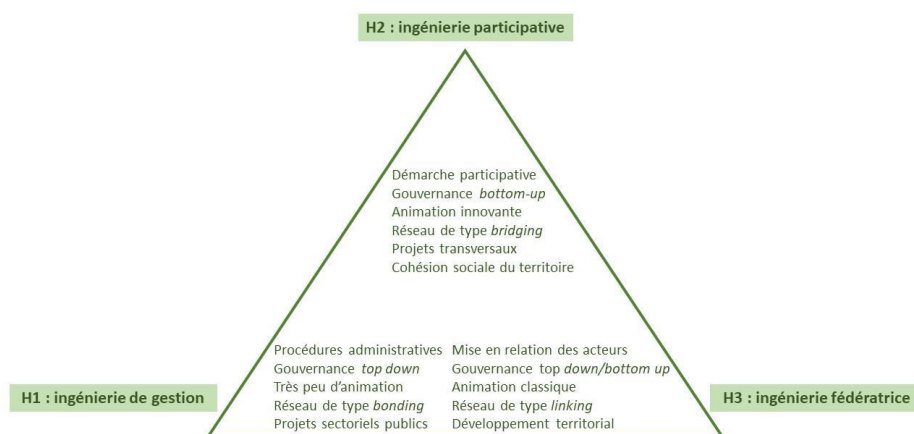 H2 : ingénierie participative
Démarche participative
Gouvernance bottom-up
Animation innovante
Réseau de type bridging
Projets transversaux
Cohésion sociale du territoire
H1 : ingénierie de gestion
Procédures administratives
Gouvernance top down
Très peu d'animation
Réseau de type bonding
Projets sectoriels publics
Mise en relation des acteurs
Gouvernance top down/bottom up
Animation classique
Réseau de type linking
Développement territorial
H3 : ingénierie fédératrice